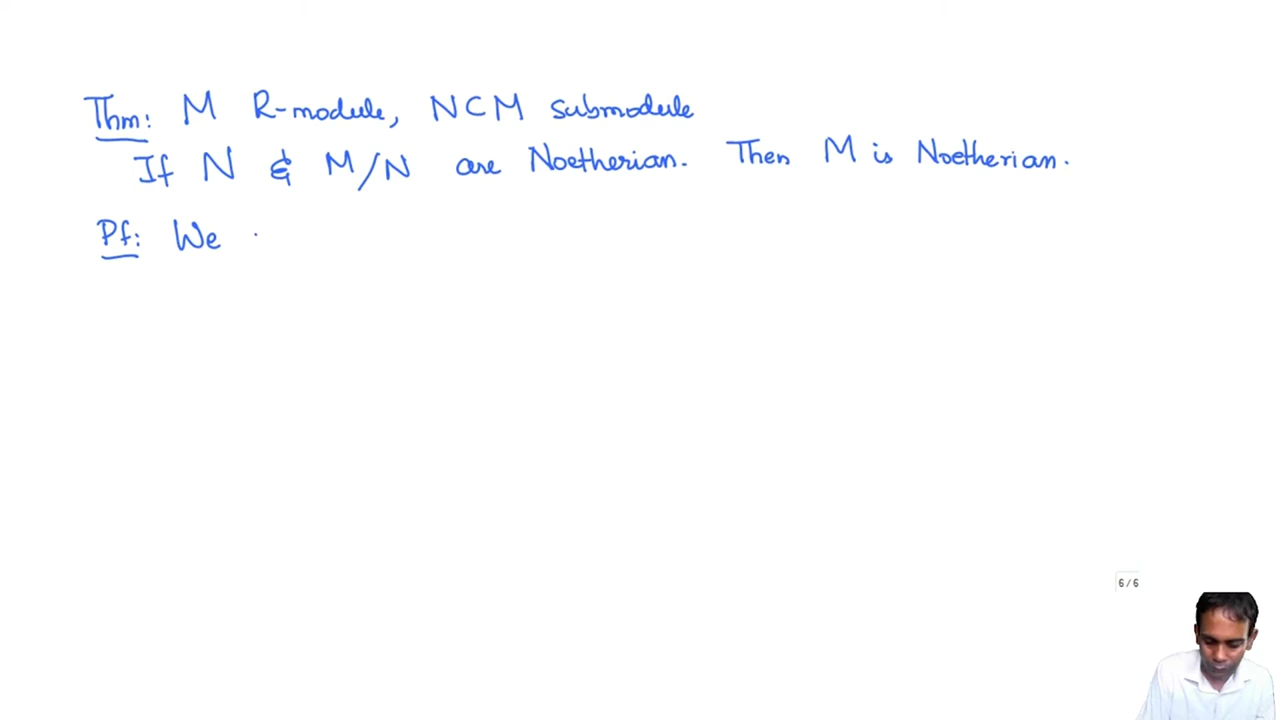 Thm: M R-module, N⊂M submodule
If N & M/N are Noetherian. Then M is Noetherian.
Pf: We
6/6